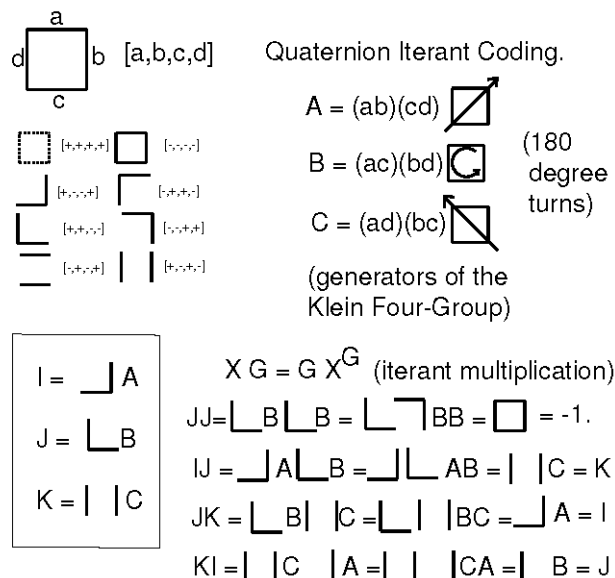 a
d b [a,b,c,d]
c
Quaternion Iterant Coding.
A = (ab)(cd)
B = (ac)(bd)
C = (ad)(bc)
(180
degree
turns)
(generators of the
Klein Four-Group)
[+,+,+,+] [-,-,-,-]
[+,-,-,+] [-,+,+,-]
[+,+,-,-] [-,-,+,+]
[-,+,-,+] [+,-,+,-]
I = A
J = B
K = C
X G = G X^G (iterant multiplication)
JJ= B B = BB = = -1.
IJ = A B = AB = C = K
JK = B C = BC = A = I
KI = C A = CA = B = J